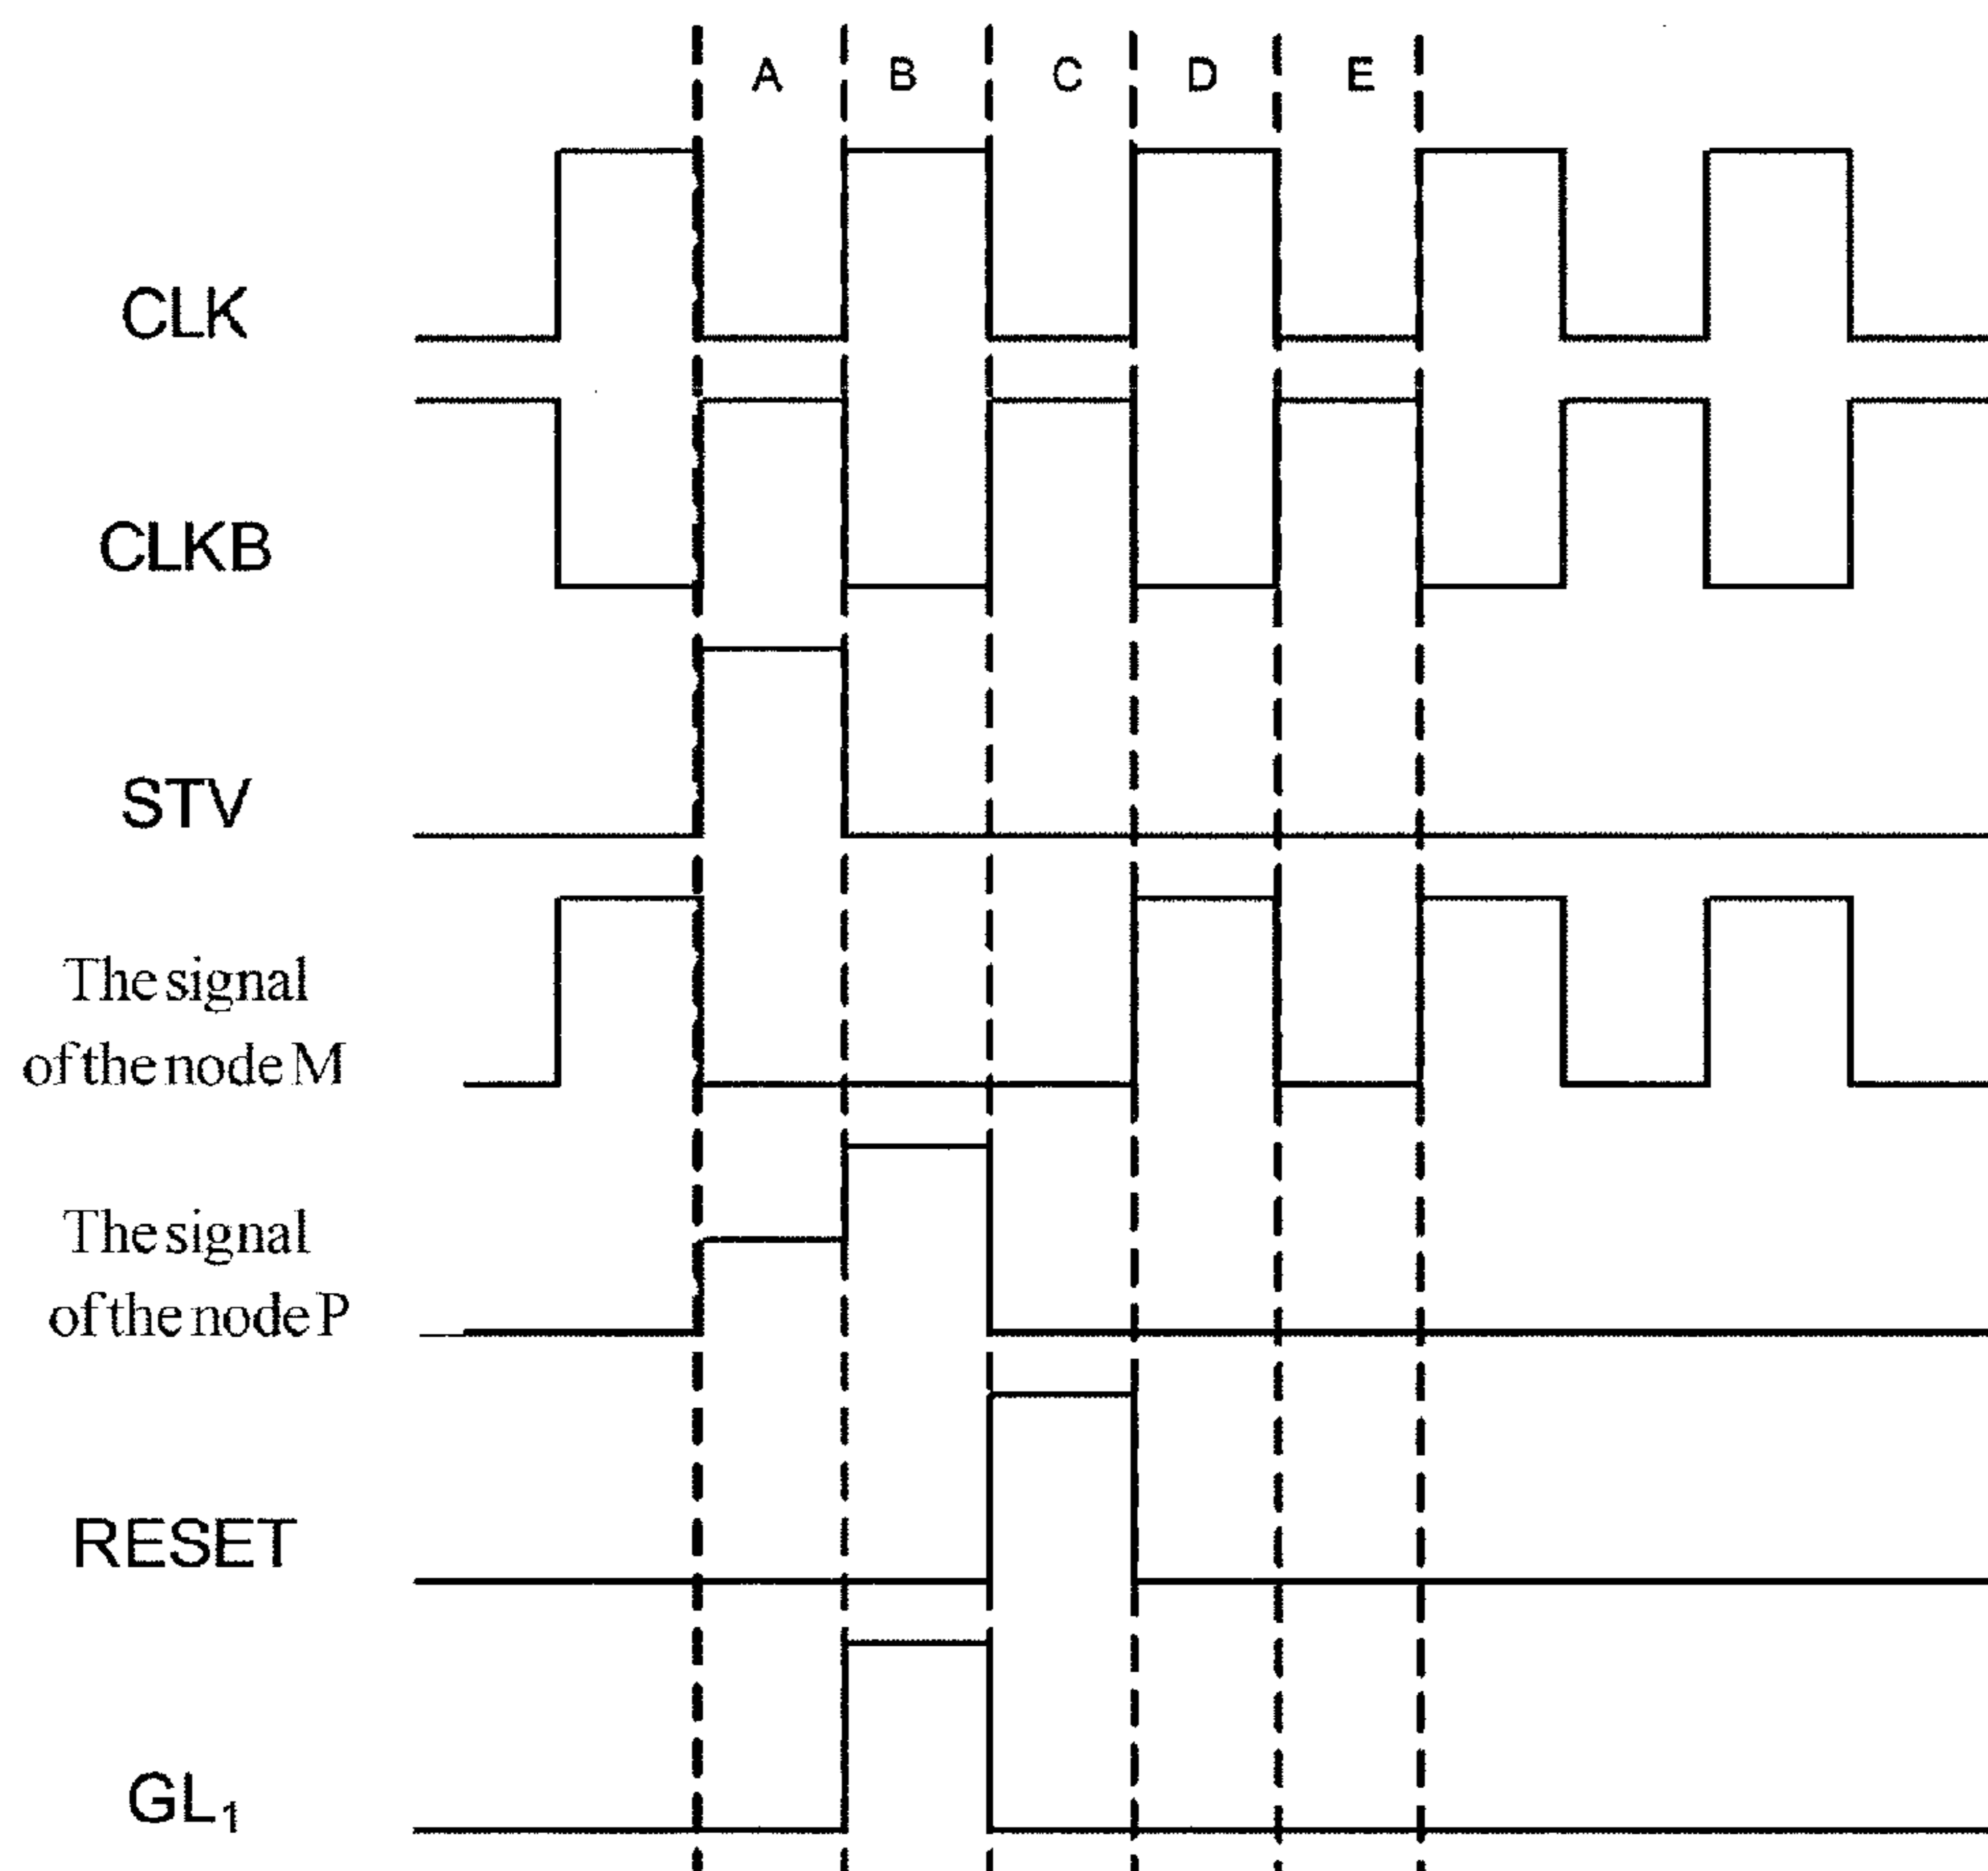 A B C D E
CLK
CLKB
STV
The signal
of the node M
The signal
of the node P
RESET
GL₁